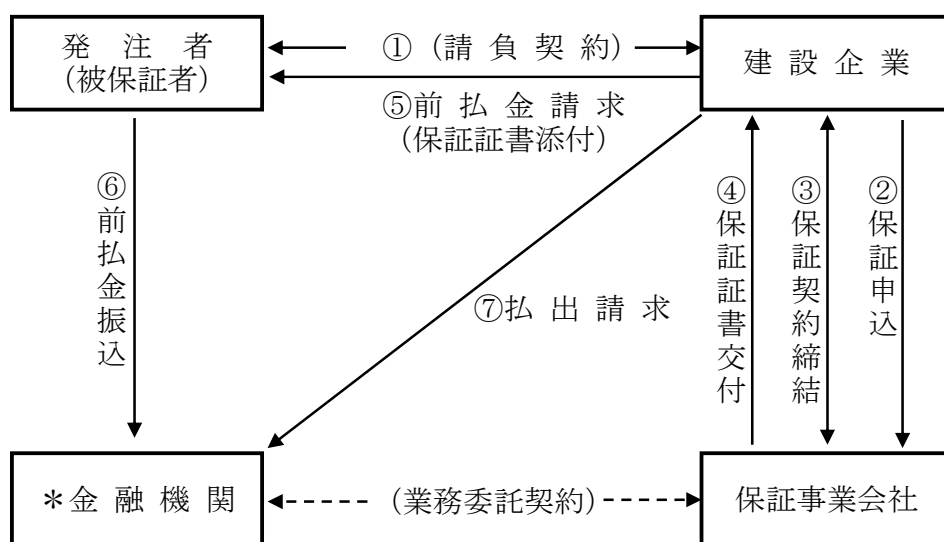 発注者
(被保証者)
①(請負契約)
建設企業
⑤前払金請求
(保証証書添付)
⑥前払金振込
⑦払出請求
④保証証書交付
③保証契約締結
②保証申込
＊金融機関
(業務委託契約)
保証事業会社